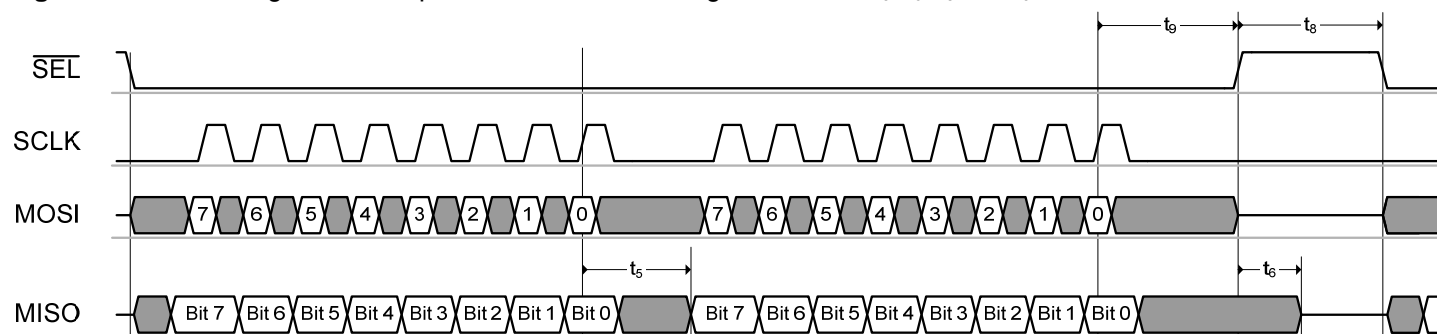 t9 t8
SEL
SCLK
MOSI 7 6 5 4 3 2 1 0 7 6 5 4 3 2 1 0
t5 t6
MISO Bit 7 Bit 6 Bit 5 Bit 4 Bit 3 Bit 2 Bit 1 Bit 0 Bit 7 Bit 6 Bit 5 Bit 4 Bit 3 Bit 2 Bit 1 Bit 0